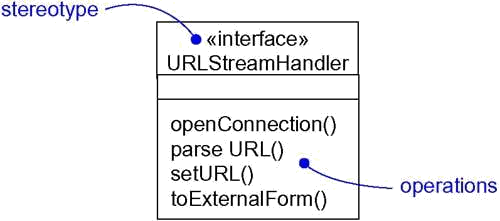 stereotype
«interface»
URLStreamHandler
openConnection()
parse URL()
setURL()
toExternalForm()
operations